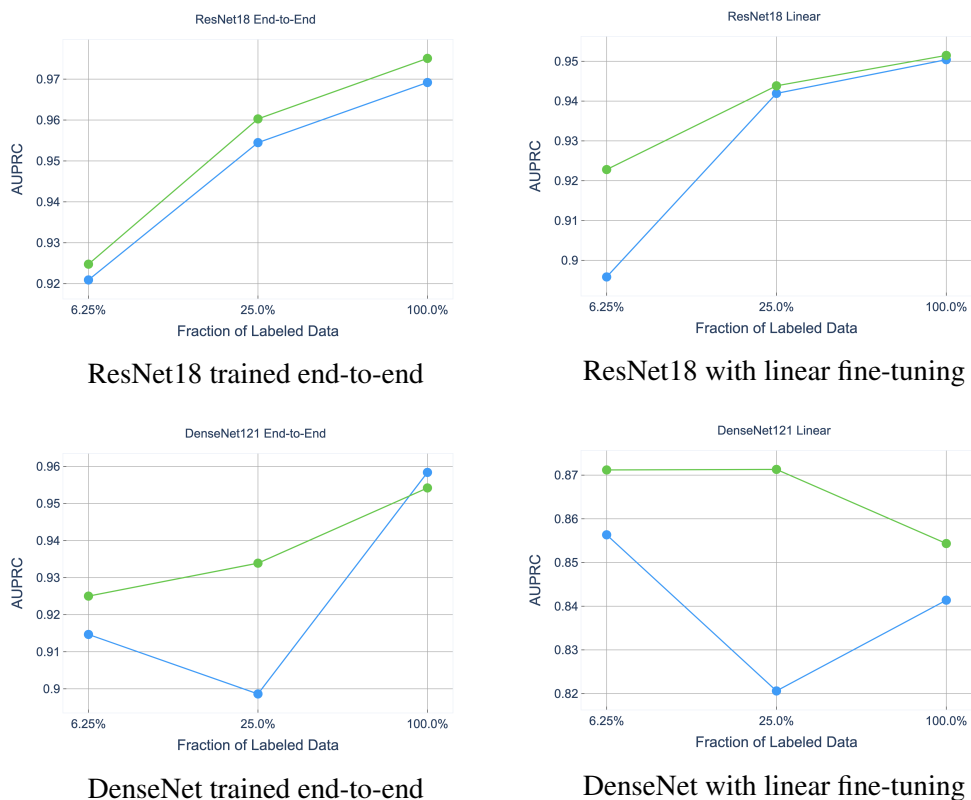 ResNet18 End-to-End
0.97
0.96
0.95
0.94
0.93
0.92
AUPRC
6.25%
25.0%
100.0%
Fraction of Labeled Data
ResNet18 trained end-to-end
ResNet18 Linear
0.95
0.94
0.93
0.92
0.91
0.9
AUPRC
6.25%
25.0%
100.0%
Fraction of Labeled Data
ResNet18 with linear fine-tuning
DenseNet121 End-to-End
0.96
0.95
0.94
0.93
0.92
0.91
0.9
AUPRC
6.25%
25.0%
100.0%
Fraction of Labeled Data
DenseNet trained end-to-end
DenseNet121 Linear
0.87
0.86
0.85
0.84
0.83
0.82
AUPRC
6.25%
25.0%
100.0%
Fraction of Labeled Data
DenseNet with linear fine-tuning